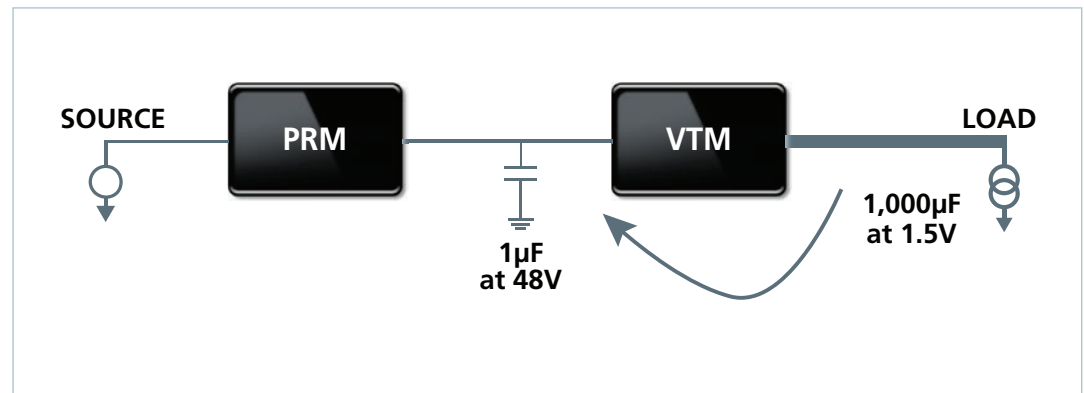 SOURCE
PRM
VTM
LOAD
1µF
at 48V
1,000µF
at 1.5V